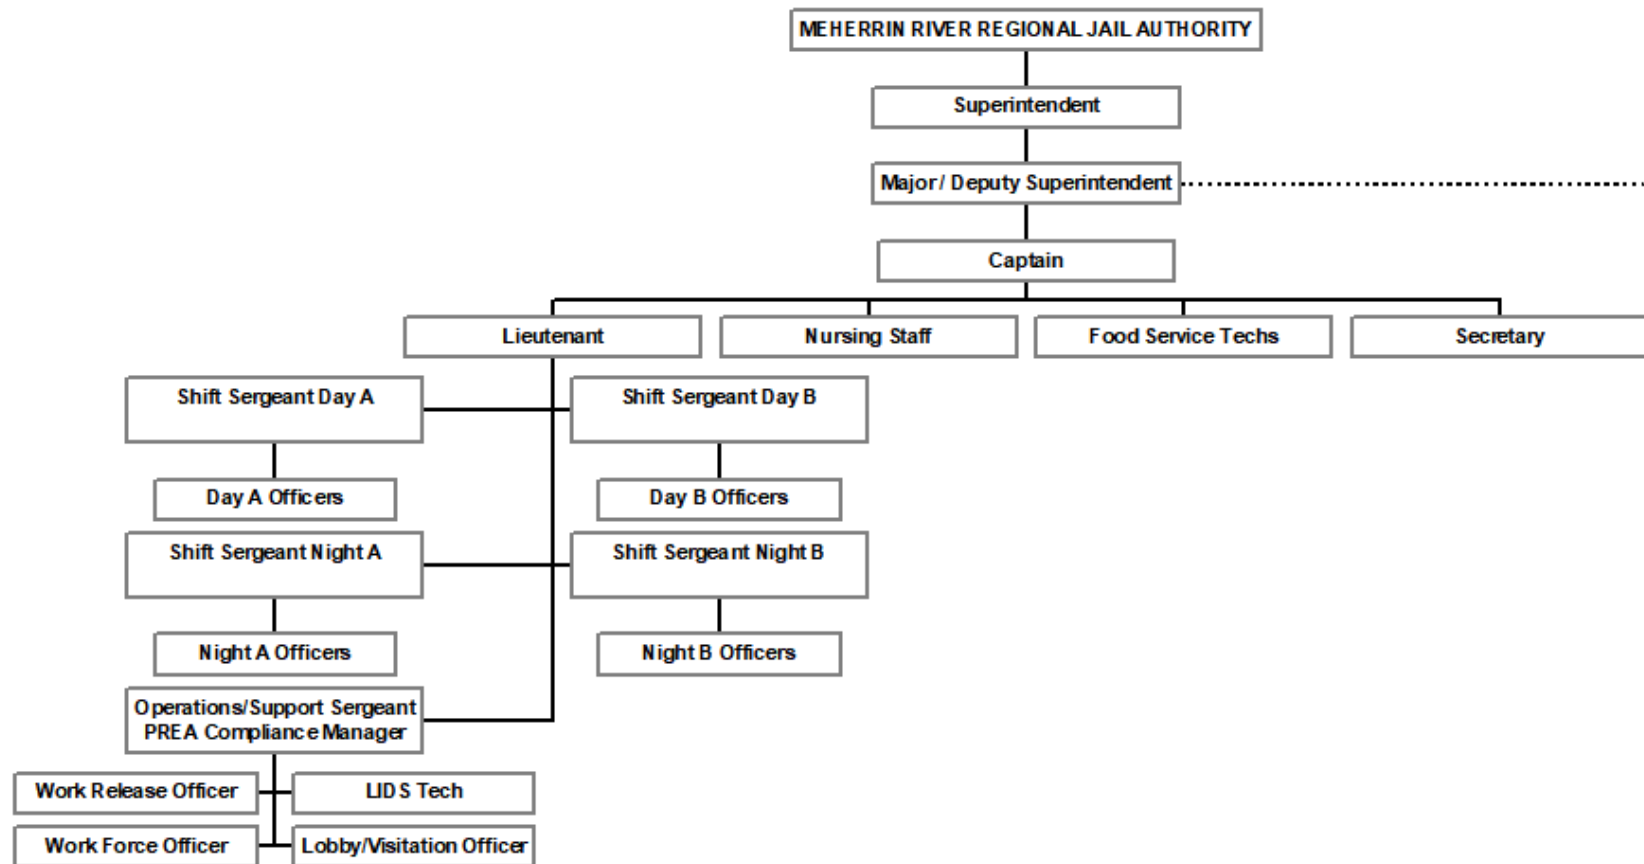 MEHERRIN RIVER REGIONAL JAIL AUTHORITY
Superintendent
Major / Deputy Superintendent
Captain
Lieutenant
Nursing Staff
Food Service Techs
Secretary
Shift Sergeant Day A
Shift Sergeant Day B
Day A Officers
Day B Officers
Shift Sergeant Night A
Shift Sergeant Night B
Night A Officers
Night B Officers
Operations/Support Sergeant
PREA Compliance Manager
Work Release Officer
LIDS Tech
Work Force Officer
Lobby/Visitation Officer